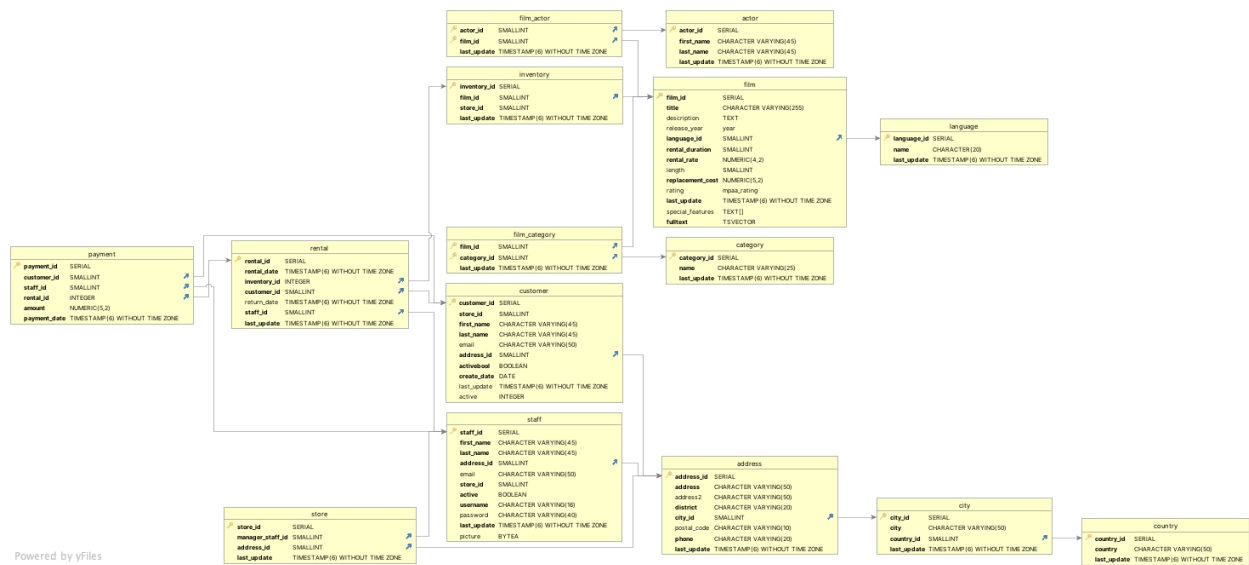 film_actor
actor_id SMALLINT
film_id SMALLINT
last_update TIMESTAMP(6) WITHOUT TIME ZONE
actor
actor_id SERIAL
first_name CHARACTER VARYING(45)
last_name CHARACTER VARYING(45)
last_update TIMESTAMP(6) WITHOUT TIME ZONE
inventory
inventory_id SERIAL
film_id SMALLINT
store_id SMALLINT
last_update TIMESTAMP(6) WITHOUT TIME ZONE
film
film_id SERIAL
title CHARACTER VARYING(255)
description TEXT
release_year year
language_id SMALLINT
rental_duration SMALLINT
rental_rate NUMERIC(4,2)
length SMALLINT
replacement_cost NUMERIC(5,2)
rating mpaa_rating
last_update TIMESTAMP(6) WITHOUT TIME ZONE
special_features TEXT[]
fulltext TSVECTOR
language
language_id SERIAL
name CHARACTER(20)
last_update TIMESTAMP(6) WITHOUT TIME ZONE
film_category
film_id SMALLINT
category_id SMALLINT
last_update TIMESTAMP(6) WITHOUT TIME ZONE
category
category_id SERIAL
name CHARACTER VARYING(25)
last_update TIMESTAMP(6) WITHOUT TIME ZONE
payment
payment_id SERIAL
customer_id SMALLINT
staff_id SMALLINT
rental_id INTEGER
amount NUMERIC(5,2)
payment_date TIMESTAMP(6) WITHOUT TIME ZONE
rental
rental_id SERIAL
rental_date TIMESTAMP(6) WITHOUT TIME ZONE
inventory_id INTEGER
customer_id SMALLINT
return_date TIMESTAMP(6) WITHOUT TIME ZONE
staff_id SMALLINT
last_update TIMESTAMP(6) WITHOUT TIME ZONE
customer
customer_id SERIAL
store_id SMALLINT
first_name CHARACTER VARYING(45)
last_name CHARACTER VARYING(45)
email CHARACTER VARYING(50)
address_id SMALLINT
activebool BOOLEAN
create_date DATE
last_update TIMESTAMP(6) WITHOUT TIME ZONE
active INTEGER
staff
staff_id SERIAL
first_name CHARACTER VARYING(45)
last_name CHARACTER VARYING(45)
address_id SMALLINT
email CHARACTER VARYING(50)
store_id SMALLINT
active BOOLEAN
username CHARACTER VARYING(16)
password CHARACTER VARYING(40)
last_update TIMESTAMP(6) WITHOUT TIME ZONE
picture BYTEA
store
store_id SERIAL
manager_staff_id SMALLINT
address_id SMALLINT
last_update TIMESTAMP(6) WITHOUT TIME ZONE
address
address_id SERIAL
address CHARACTER VARYING(50)
address2 CHARACTER VARYING(50)
district CHARACTER VARYING(20)
city_id SMALLINT
postal_code CHARACTER VARYING(10)
phone CHARACTER VARYING(20)
last_update TIMESTAMP(6) WITHOUT TIME ZONE
city
city_id SERIAL
city CHARACTER VARYING(50)
country_id SMALLINT
last_update TIMESTAMP(6) WITHOUT TIME ZONE
country
country_id SERIAL
country CHARACTER VARYING(50)
last_update TIMESTAMP(6) WITHOUT TIME ZONE
Powered by yFiles